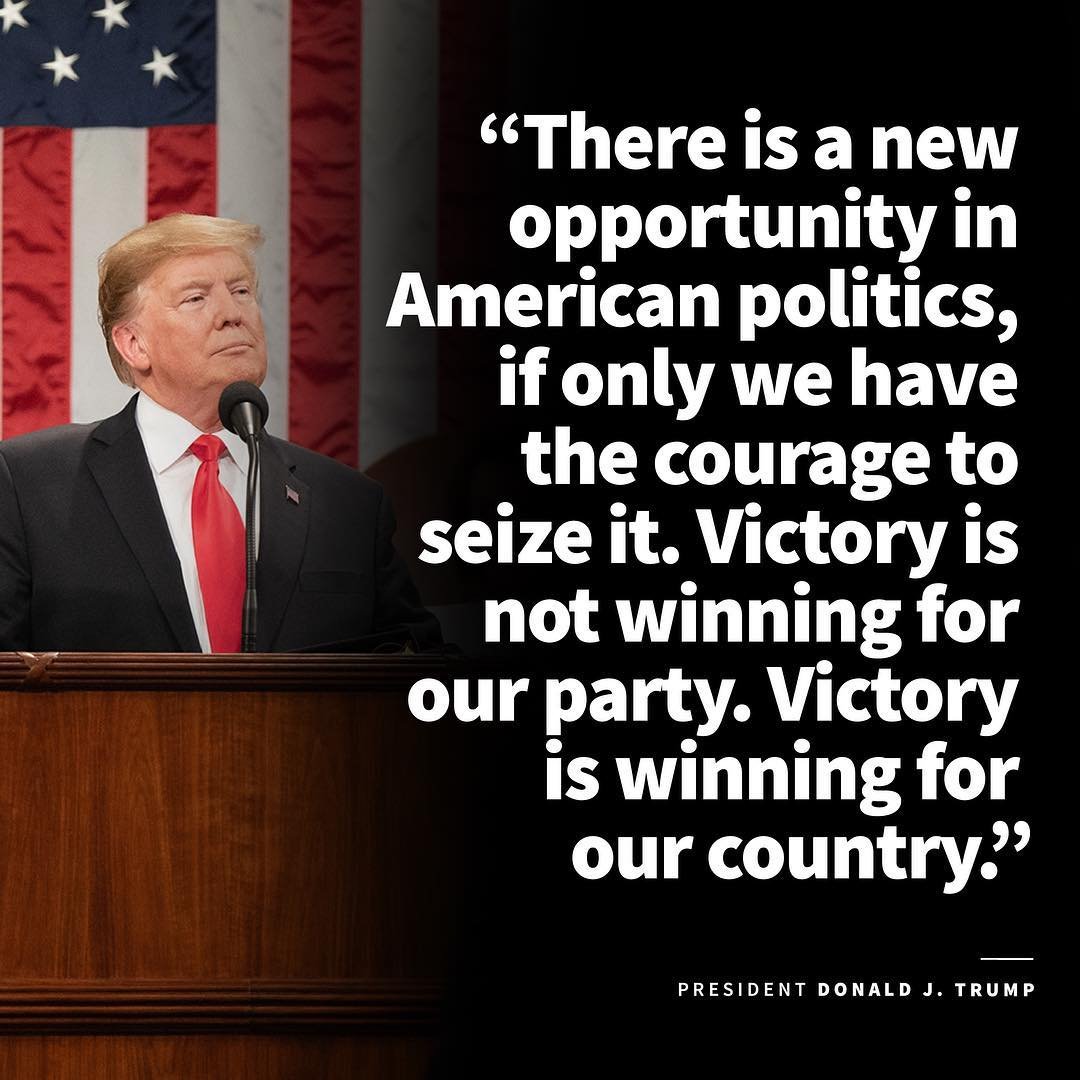 “There is a new
opportunity in
American politics,
if only we have
the courage to
seize it. Victory is
not winning for
our party. Victory
is winning for
our country.”
PRESIDENT DONALD J. TRUMP